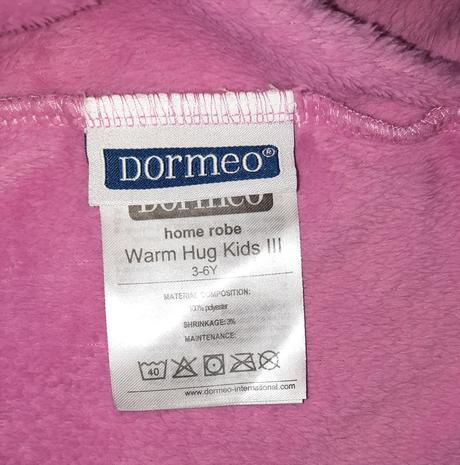 DORMEO®
DORMEO
home robe
Warm Hug Kids III
3-6Y
MATERIAL COMPOSITION:
100% polyester
SHRINKAGE: 3%
MAINTENANCE:
40
www.dormeo-international.com